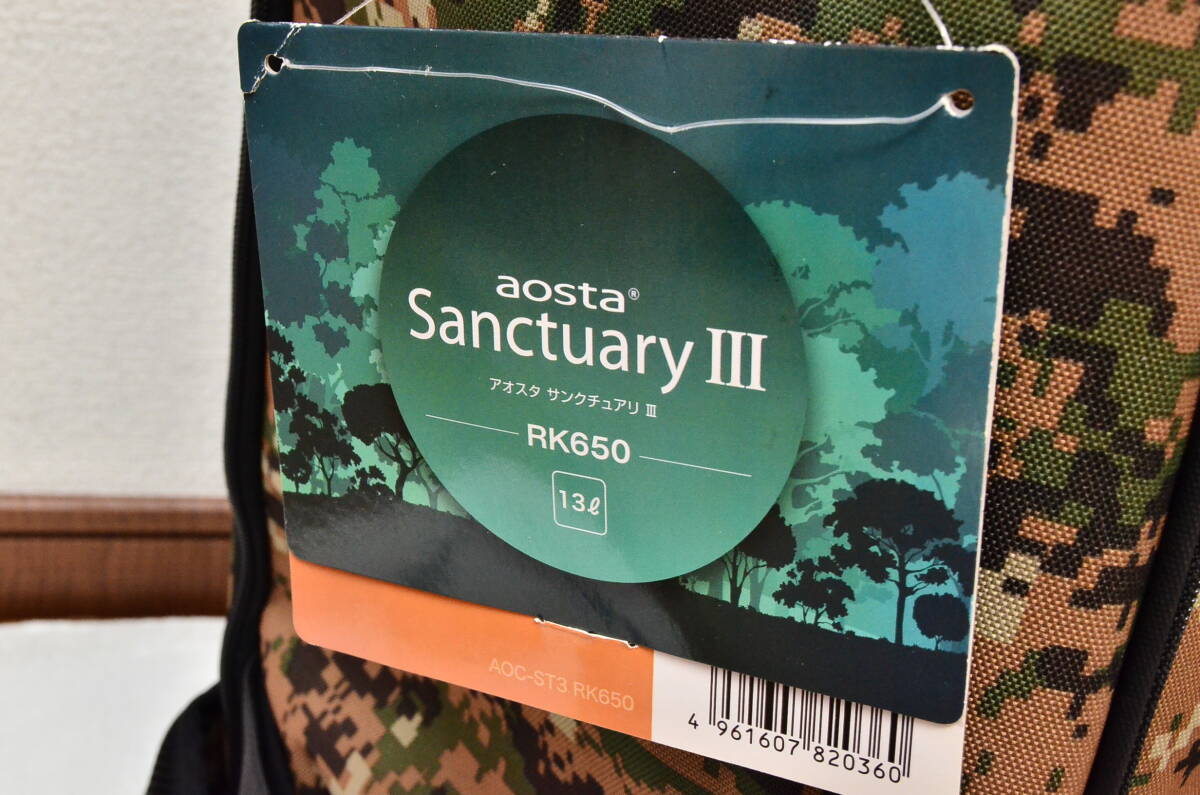 aosta®
Sanctuary III
アオスタ サンクチュアリ III
RK650
13ℓ
AOC-ST3 RK650
4 961607 820360